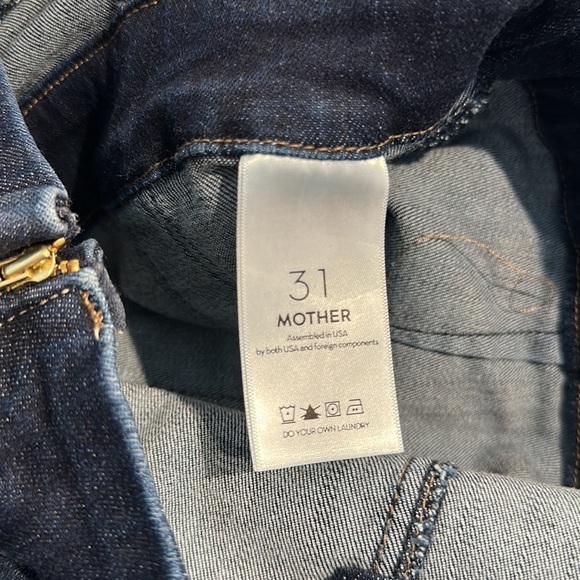 31
MOTHER
Assembled in USA
by both USA and foreign components
DO YOUR OWN LAUNDRY